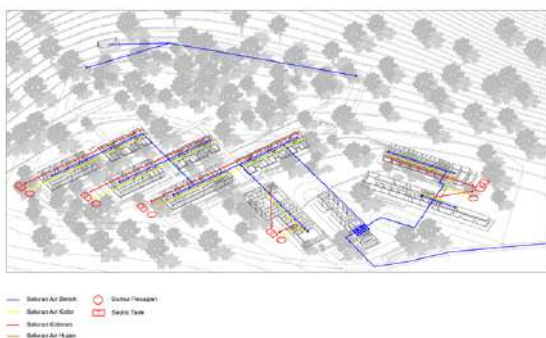 Saluran Air Bersih
Saluran Air Kotor
Saluran Kotoran
Saluran Air Hujan
Sumur Resapan
Septic Tank